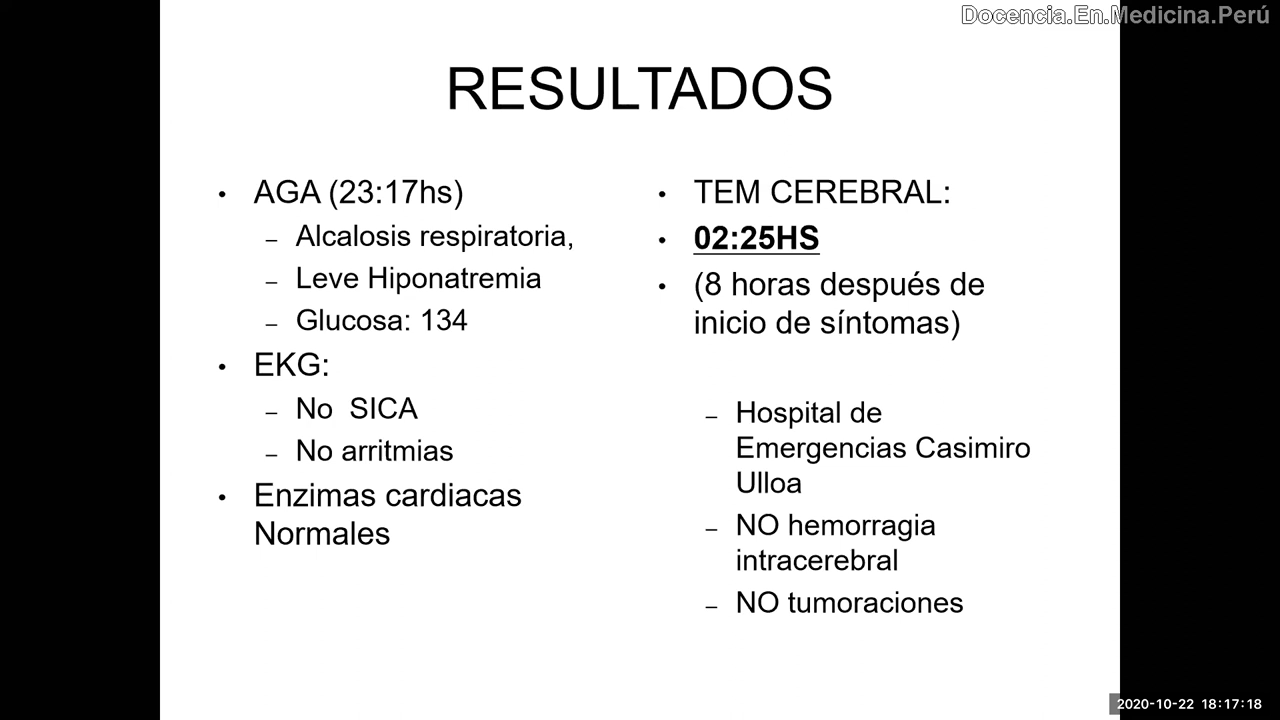 Docencia.En.Medicina.Perú
RESULTADOS
• AGA (23:17hs)
– Alcalosis respiratoria,
– Leve Hiponatremia
– Glucosa: 134
• EKG:
– No SICA
– No arritmias
• Enzimas cardiacas
Normales
• TEM CEREBRAL:
• 02:25HS
• (8 horas después de
inicio de síntomas)
– Hospital de
Emergencias Casimiro
Ulloa
– NO hemorragia
intracerebral
– NO tumoraciones
2020-10-22 18:17:18